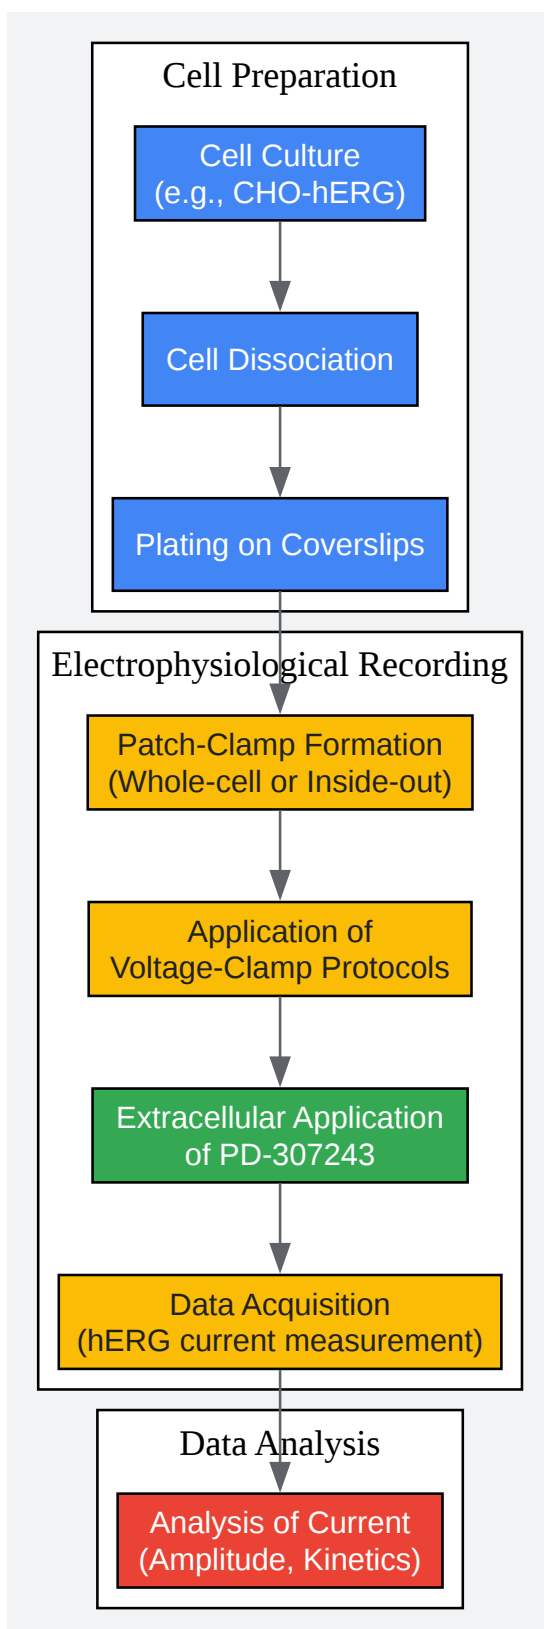 Cell Preparation
Cell Culture
(e.g., CHO-hERG)
Cell Dissociation
Plating on Coverslips
Electrophysiological Recording
Patch-Clamp Formation
(Whole-cell or Inside-out)
Application of
Voltage-Clamp Protocols
Extracellular Application
of PD-307243
Data Acquisition
(hERG current measurement)
Data Analysis
Analysis of Current
(Amplitude, Kinetics)